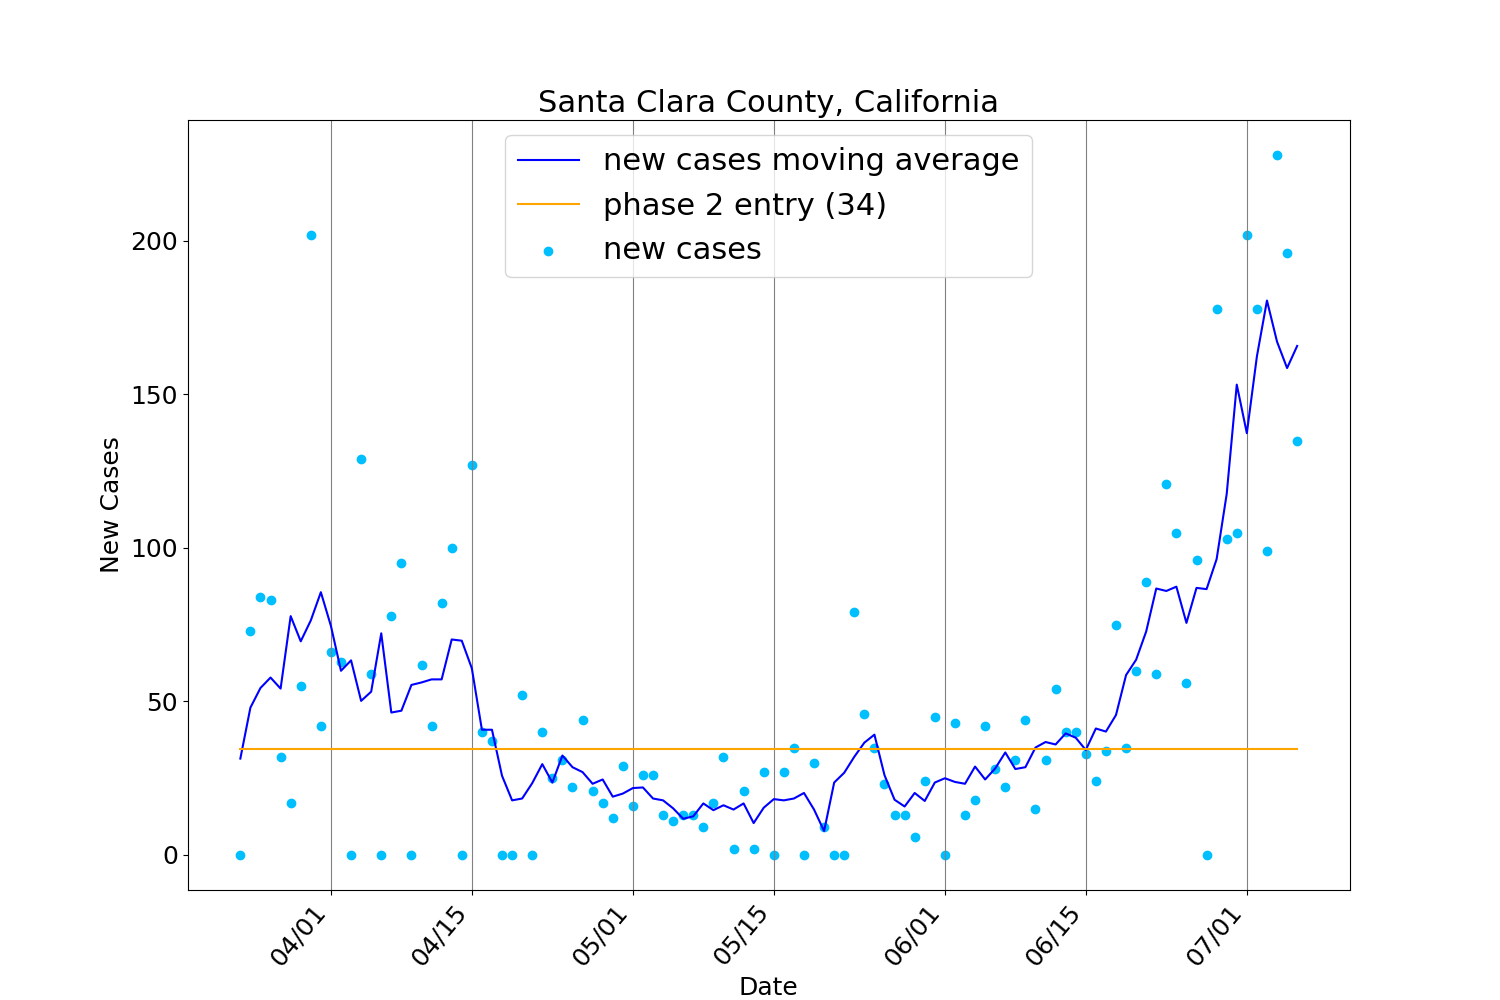 Santa Clara County, California
new cases moving average
phase 2 entry (34)
new cases
New Cases
200
150
100
50
0
04/01
04/15
05/01
05/15
06/01
06/15
07/01
Date